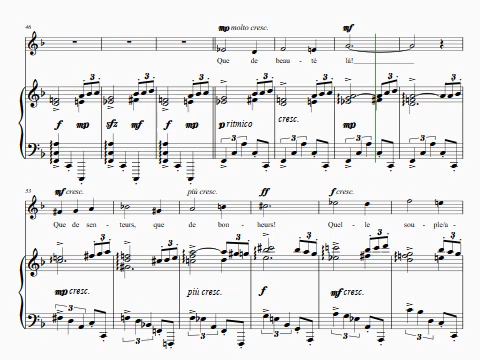 46
mp molto cresc. mf
Que de beau - té là!
f mp sfz mf f mp p ritmico cresc. mp
53
mf cresc. più cresc. ff f cresc.
Que de sen - teurs, que de bon - heurs! Quel - le sou - ple/a -
mp cresc. più cresc. f mf cresc.